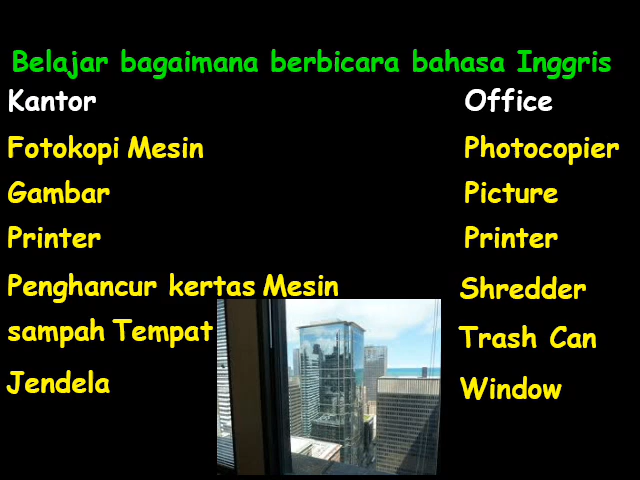 Belajar bagaimana berbicara bahasa Inggris
Kantor Office
Fotokopi Mesin Photocopier
Gambar Picture
Printer Printer
Penghancur kertas Mesin Shredder
sampah Tempat Trash Can
Jendela Window